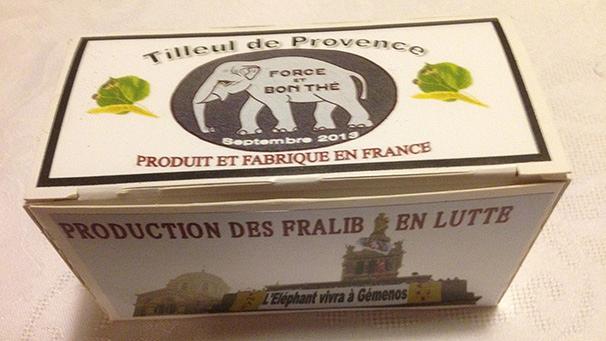 Tilleul de Provence
FORCE
ET
BON THÉ
Septembre 2013
PRODUIT ET FABRIQUE EN FRANCE
PRODUCTION DES FRALIB EN LUTTE
L'Eléphant vivra à Gémenos